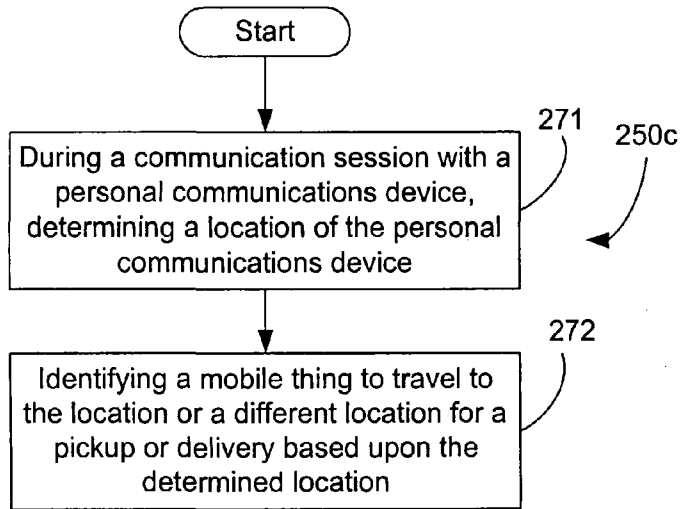 Start
271
250c
During a communication session with a
personal communications device,
determining a location of the personal
communications device
272
Identifying a mobile thing to travel to
the location or a different location for a
pickup or delivery based upon the
determined location